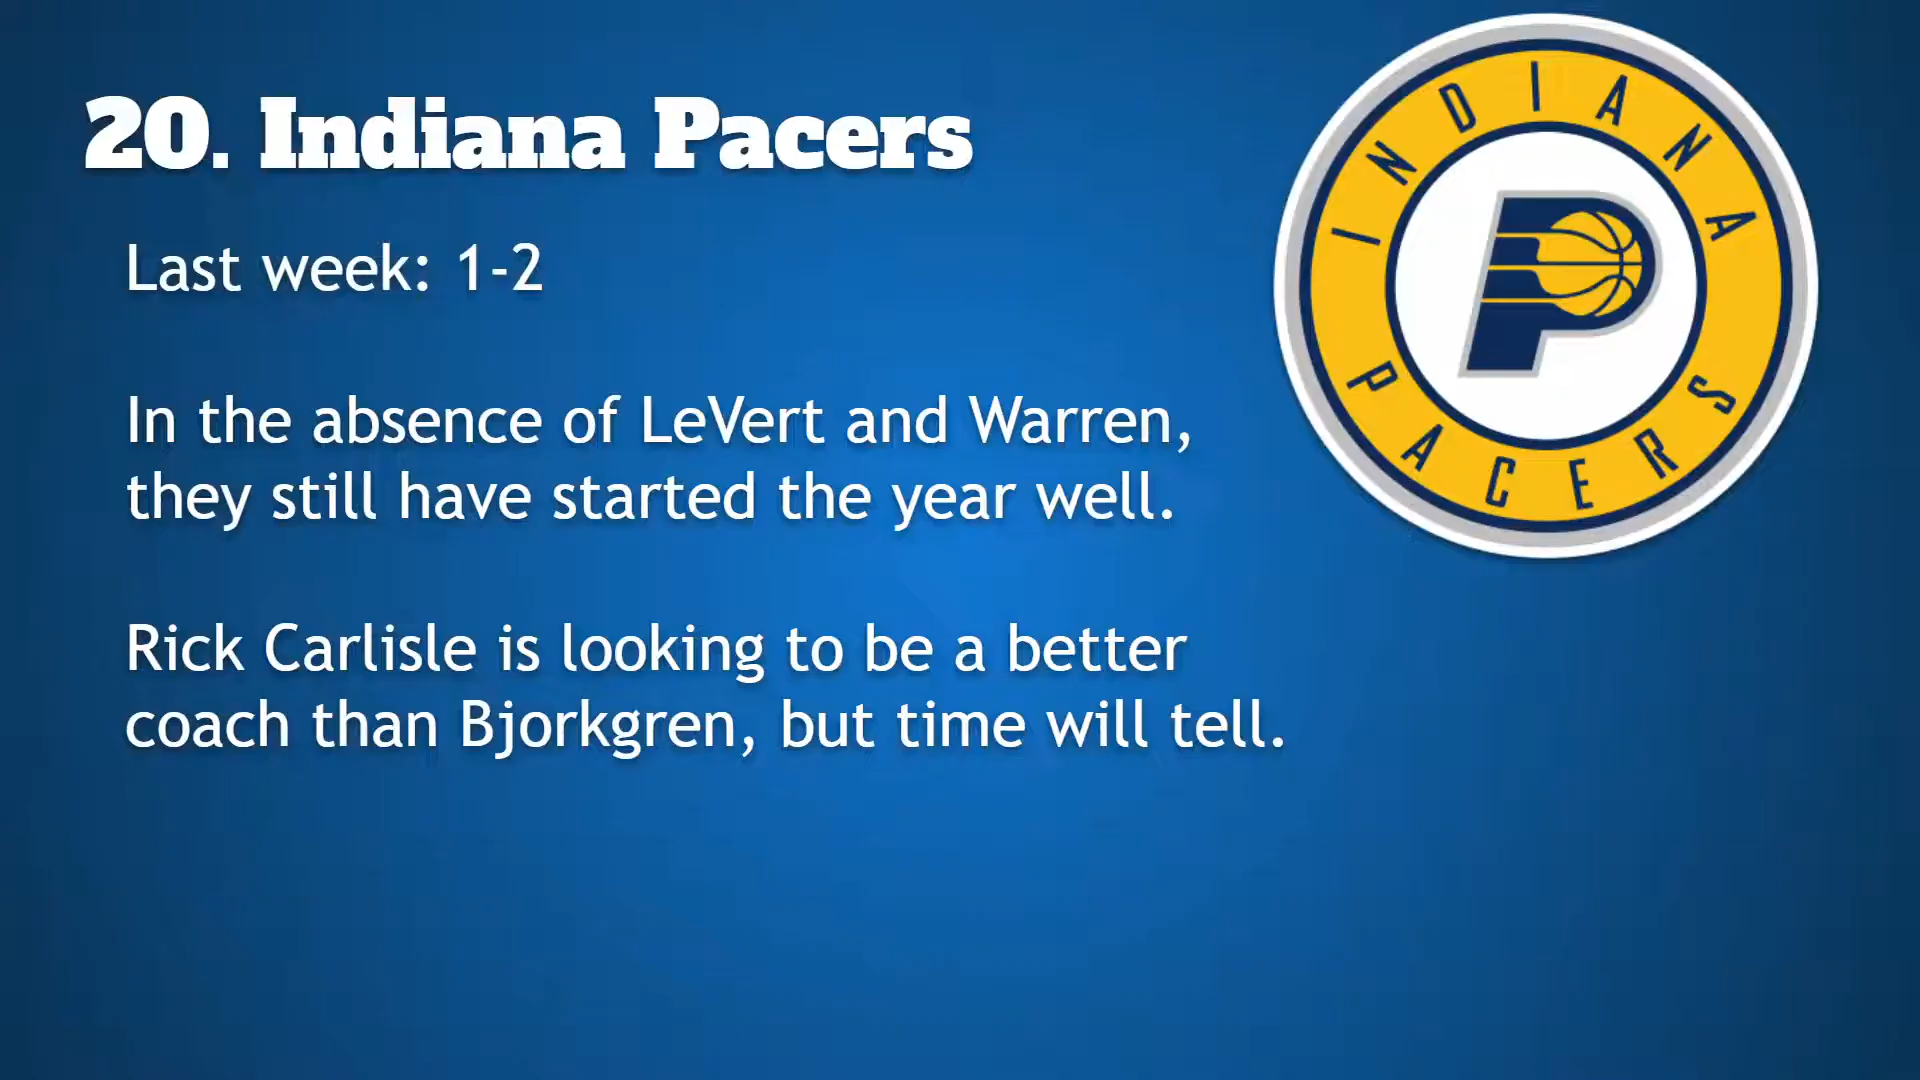 20. Indiana Pacers
Last week: 1-2
In the absence of LeVert and Warren,
they still have started the year well.
Rick Carlisle is looking to be a better
coach than Bjorkgren, but time will tell.
INDIANA
PACERS